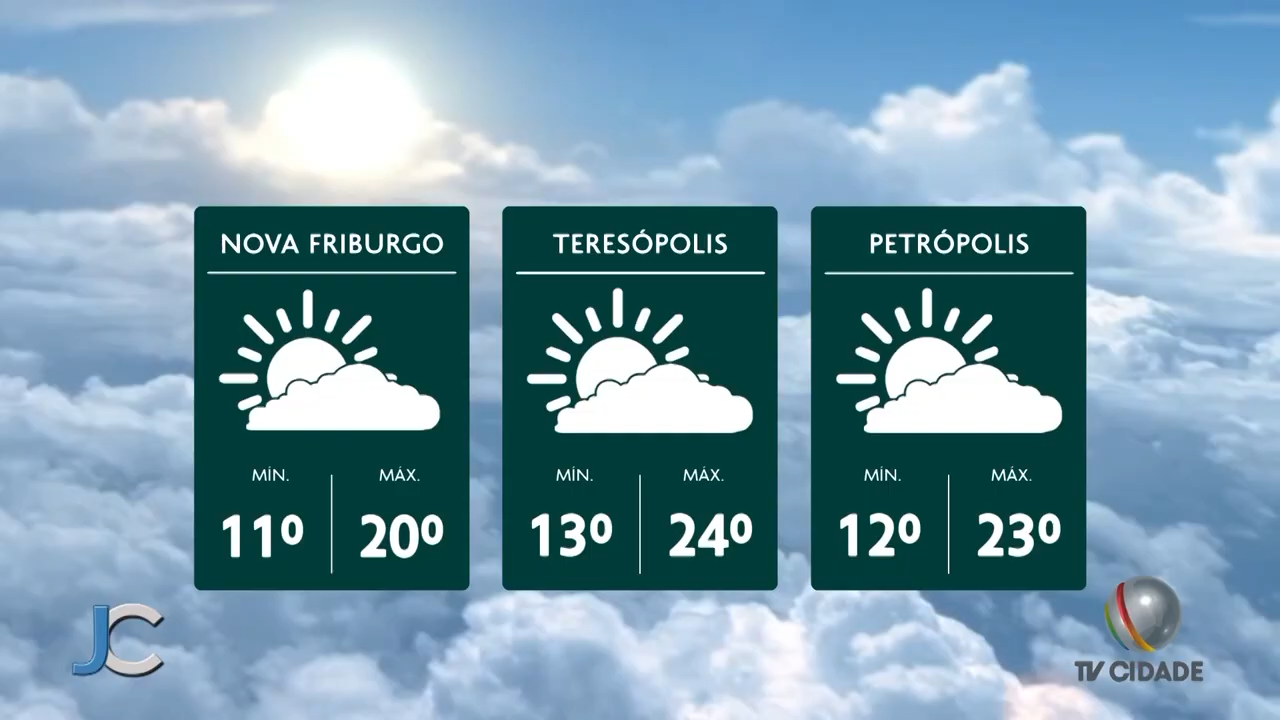 NOVA FRIBURGO
MÍN. MÁX.
11º 20º
TERESÓPOLIS
MÍN. MÁX.
13º 24º
PETRÓPOLIS
MÍN. MÁX.
12º 23º
JC
TV CIDADE